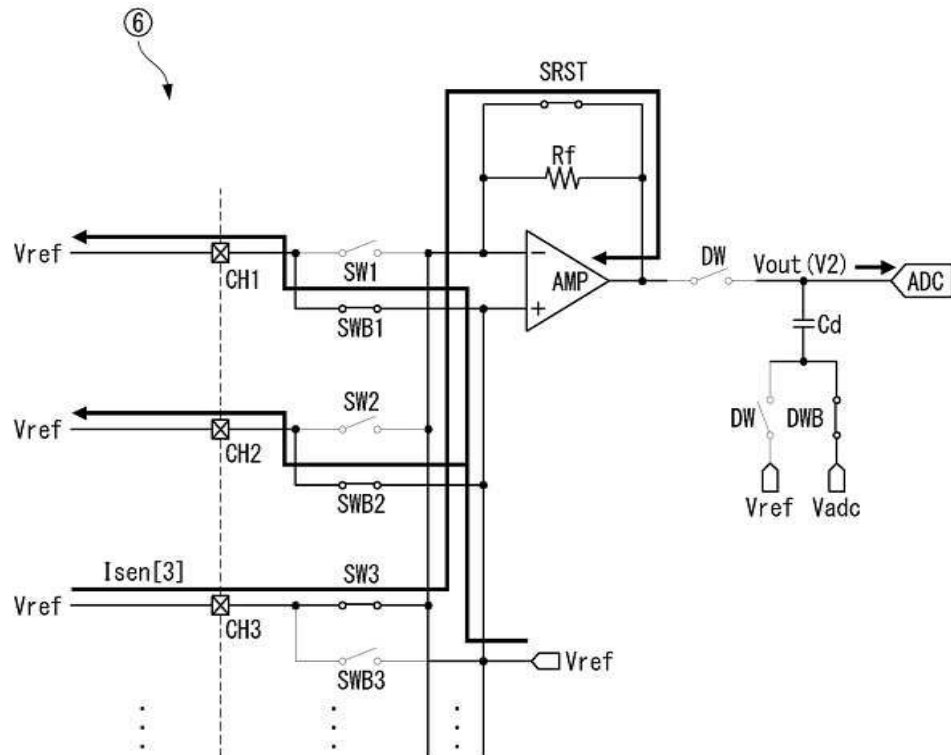 ⑥
SRST
Rf
Vref
CH1
SW1
SWB1
AMP
DW
Vout(V2)
ADC
Cd
Vref
CH2
SW2
SWB2
DW
DWB
Vref
Vadc
Isen[3]
Vref
CH3
SW3
SWB3
Vref